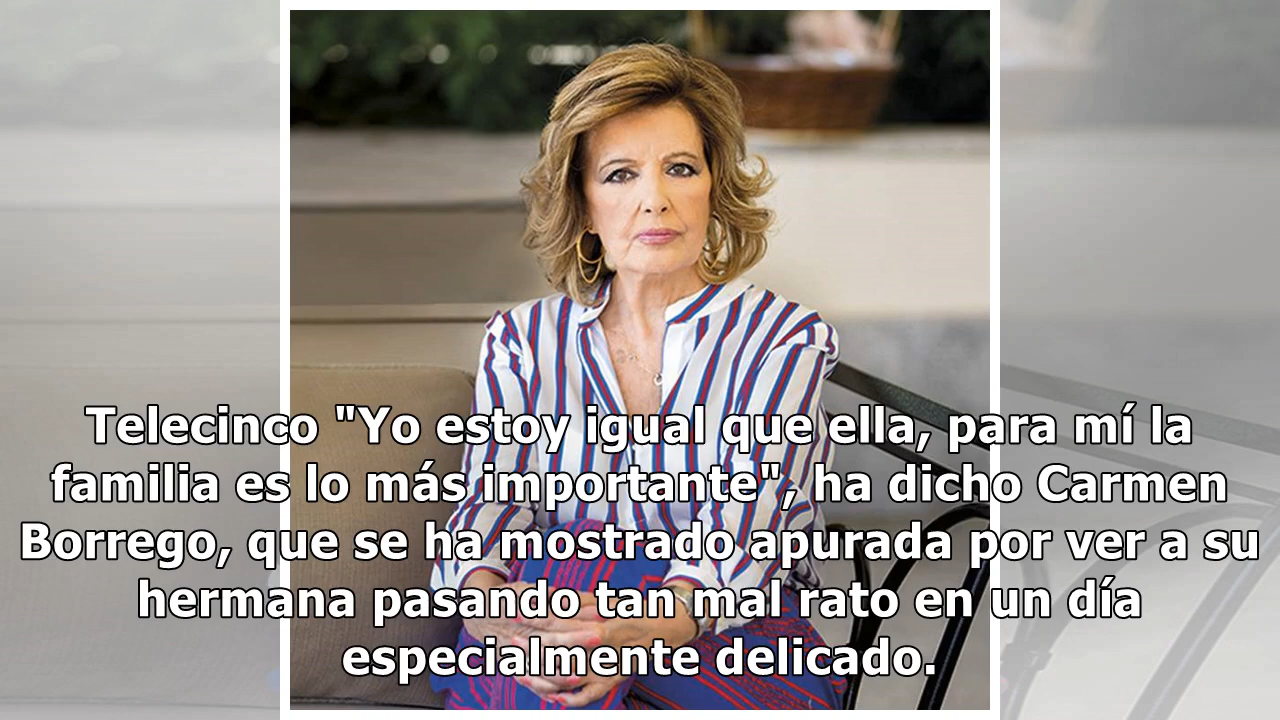 Telecinco "Yo estoy igual que ella, para mí la
familia es lo más importante", ha dicho Carmen
Borrego, que se ha mostrado apurada por ver a su
hermana pasando tan mal rato en un día
especialmente delicado.